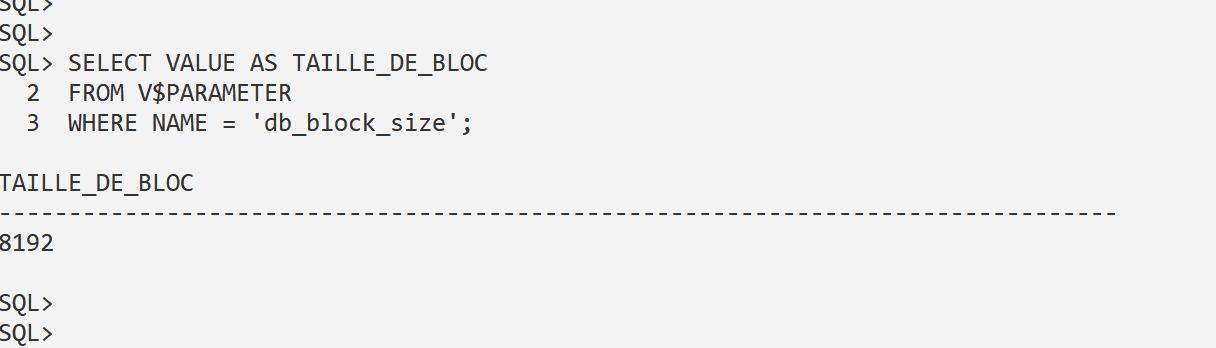 SQL>
SQL>
SQL> SELECT VALUE AS TAILLE_DE_BLOC
  2  FROM V$PARAMETER
  3  WHERE NAME = 'db_block_size';
TAILLE_DE_BLOC
--------------------------------------------------------------------------------
8192
SQL>
SQL>